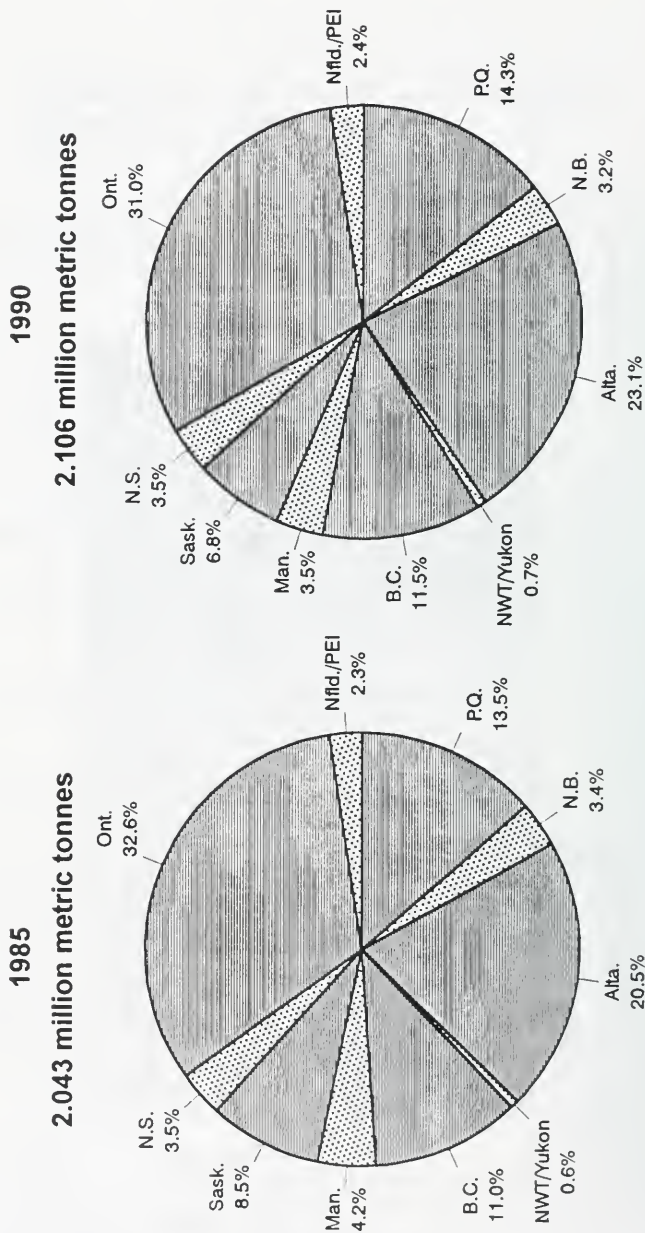 1985
2.043 million metric tonnes
Ont.
32.6%
Nfld./PEI
2.3%
P.Q.
13.5%
N.B.
3.4%
Alta.
20.5%
NWT/Yukon
0.6%
B.C.
11.0%
Man.
4.2%
Sask.
8.5%
N.S.
3.5%
1990
2.106 million metric tonnes
Ont.
31.0%
Nfld./PEI
2.4%
P.Q.
14.3%
N.B.
3.2%
Alta.
23.1%
NWT/Yukon
0.7%
B.C.
11.5%
Man.
3.5%
Sask.
6.8%
N.S.
3.5%